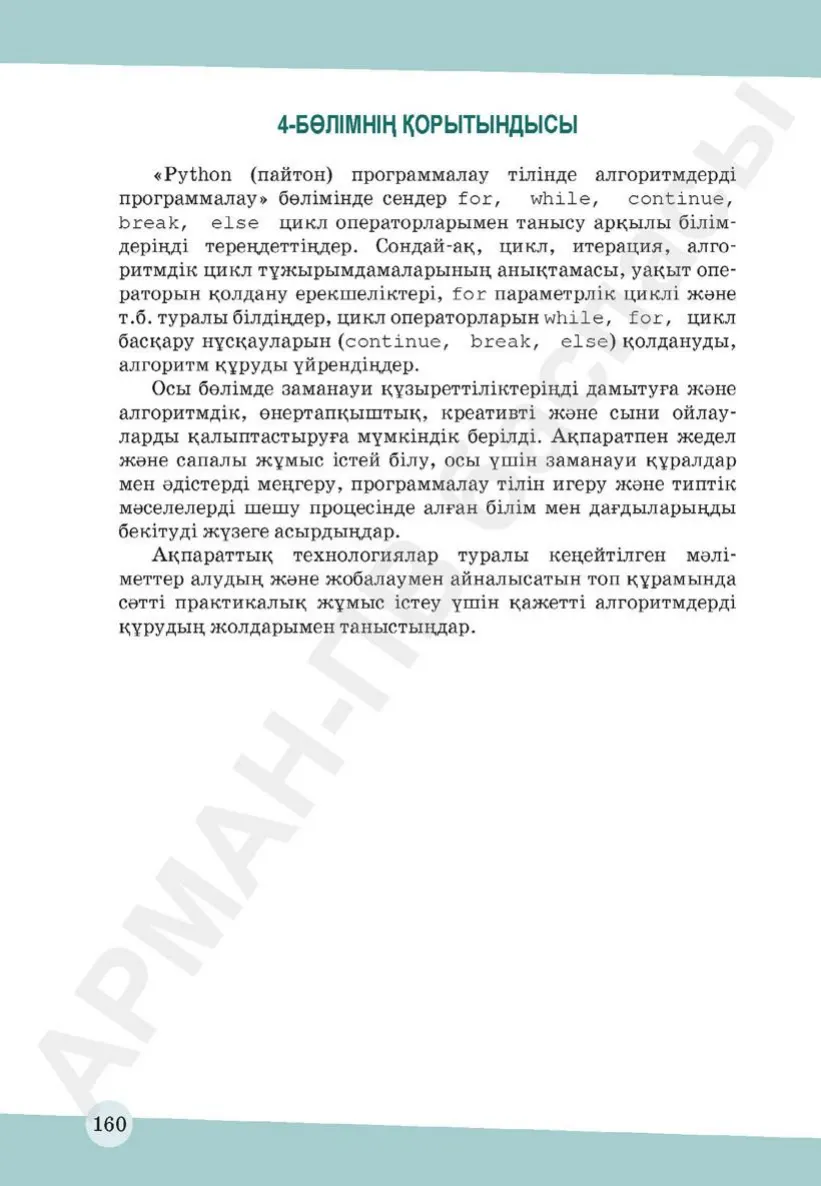 4-БӨЛІМНІҢ ҚОРЫТЫНДЫСЫ
«Python (пайтон) программалау тілінде алгоритмдерді
программалау» бөлімінде сендер for, while, continue,
break, else цикл операторларымен танысу арқылы білім-
деріңді тереңдеттіңдер. Сондай-ақ, цикл, итерация, алго-
ритмдік цикл тұжырымдамаларының анықтамасы, уақыт опе-
раторын қолдану ерекшеліктері, for параметрлік циклі және
т.б. туралы білдіңдер, цикл операторларын while, for, цикл
басқару нұсқауларын (continue, break, else) қолдануды,
алгоритм құруды үйрендіңдер.
Осы бөлімде заманауи құзыреттіліктеріңді дамытуға және
алгоритмдік, өнертапқыштық, креативті және сыни ойлау-
ларды қалыптастыруға мүмкіндік берілді. Ақпаратпен жедел
және сапалы жұмыс істей білу, осы үшін заманауи құралдар
мен әдістерді меңгеру, программалау тілін игеру және типтік
мәселелерді шешу процесінде алған білім мен дағдыларыңды
бекітуді жүзеге асырдыңдар.
Ақпараттық технологиялар туралы кеңейтілген мәлі-
меттер алудың және жобалаумен айналысатын топ құрамында
сәтті практикалық жұмыс істеу үшін қажетті алгоритмдерді
құрудың жолдарымен таныстыңдар.
АРМАН-ПВ баспасы
160